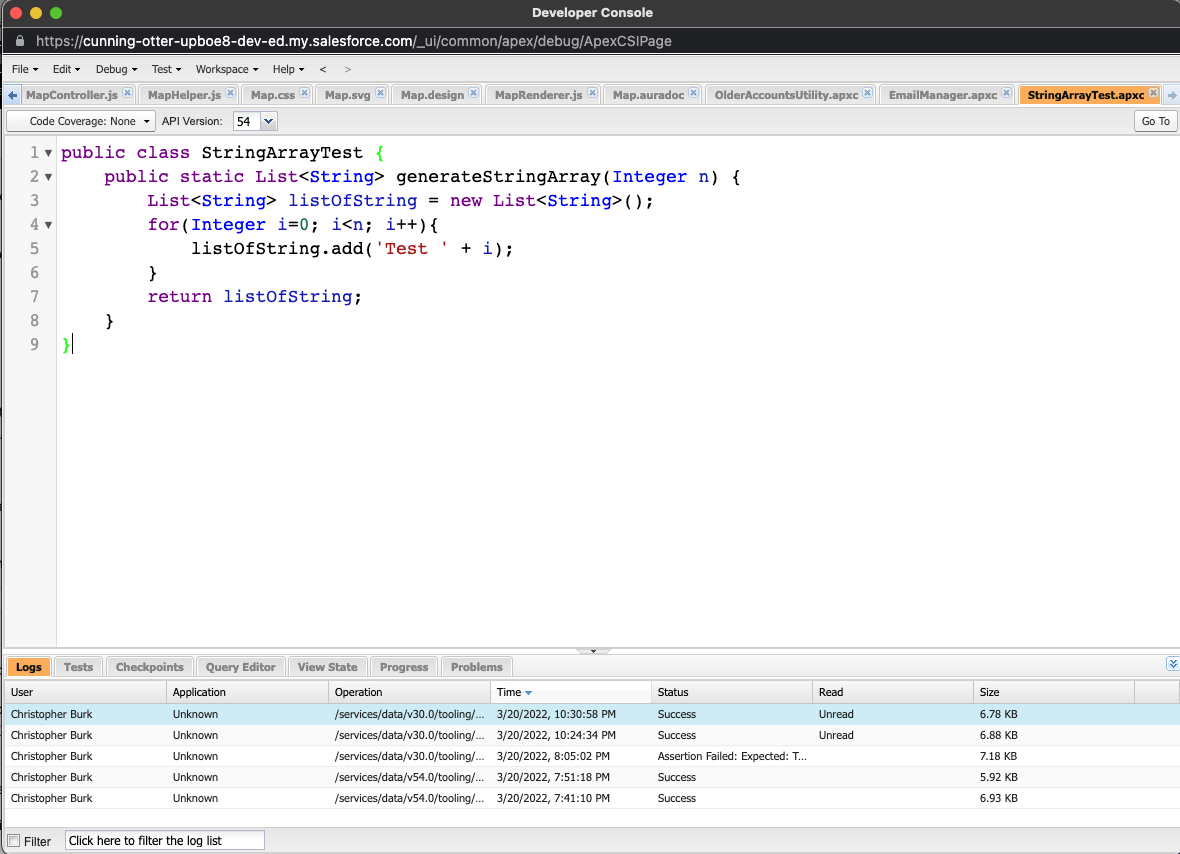 Developer Console
https://cunning-otter-upboe8-dev-ed.my.salesforce.com/_ui/common/apex/debug/ApexCSIPage
File Edit Debug Test Workspace Help < >
MapController.js MapHelper.js Map.css Map.svg Map.design MapRenderer.js Map.auradoc OlderAccountsUtility.apxc EmailManager.apxc StringArrayTest.apxc
Code Coverage: None API Version: 54 Go To
1 public class StringArrayTest {
2 public static List<String> generateStringArray(Integer n) {
3 List<String> listOfString = new List<String>();
4 for(Integer i=0; i<n; i++){
5 listOfString.add('Test ' + i);
6 }
7 return listOfString;
8 }
9 }
Logs Tests Checkpoints Query Editor View State Progress Problems
User Application Operation Time Status Read Size
Christopher Burk Unknown /services/data/v30.0/tooling/... 3/20/2022, 10:30:58 PM Success Unread 6.78 KB
Christopher Burk Unknown /services/data/v30.0/tooling/... 3/20/2022, 10:24:34 PM Success Unread 6.88 KB
Christopher Burk Unknown /services/data/v30.0/tooling/... 3/20/2022, 8:05:02 PM Assertion Failed: Expected: T... 7.18 KB
Christopher Burk Unknown /services/data/v54.0/tooling/... 3/20/2022, 7:51:18 PM Success 5.92 KB
Christopher Burk Unknown /services/data/v54.0/tooling/... 3/20/2022, 7:41:10 PM Success 6.93 KB
Filter Click here to filter the log list